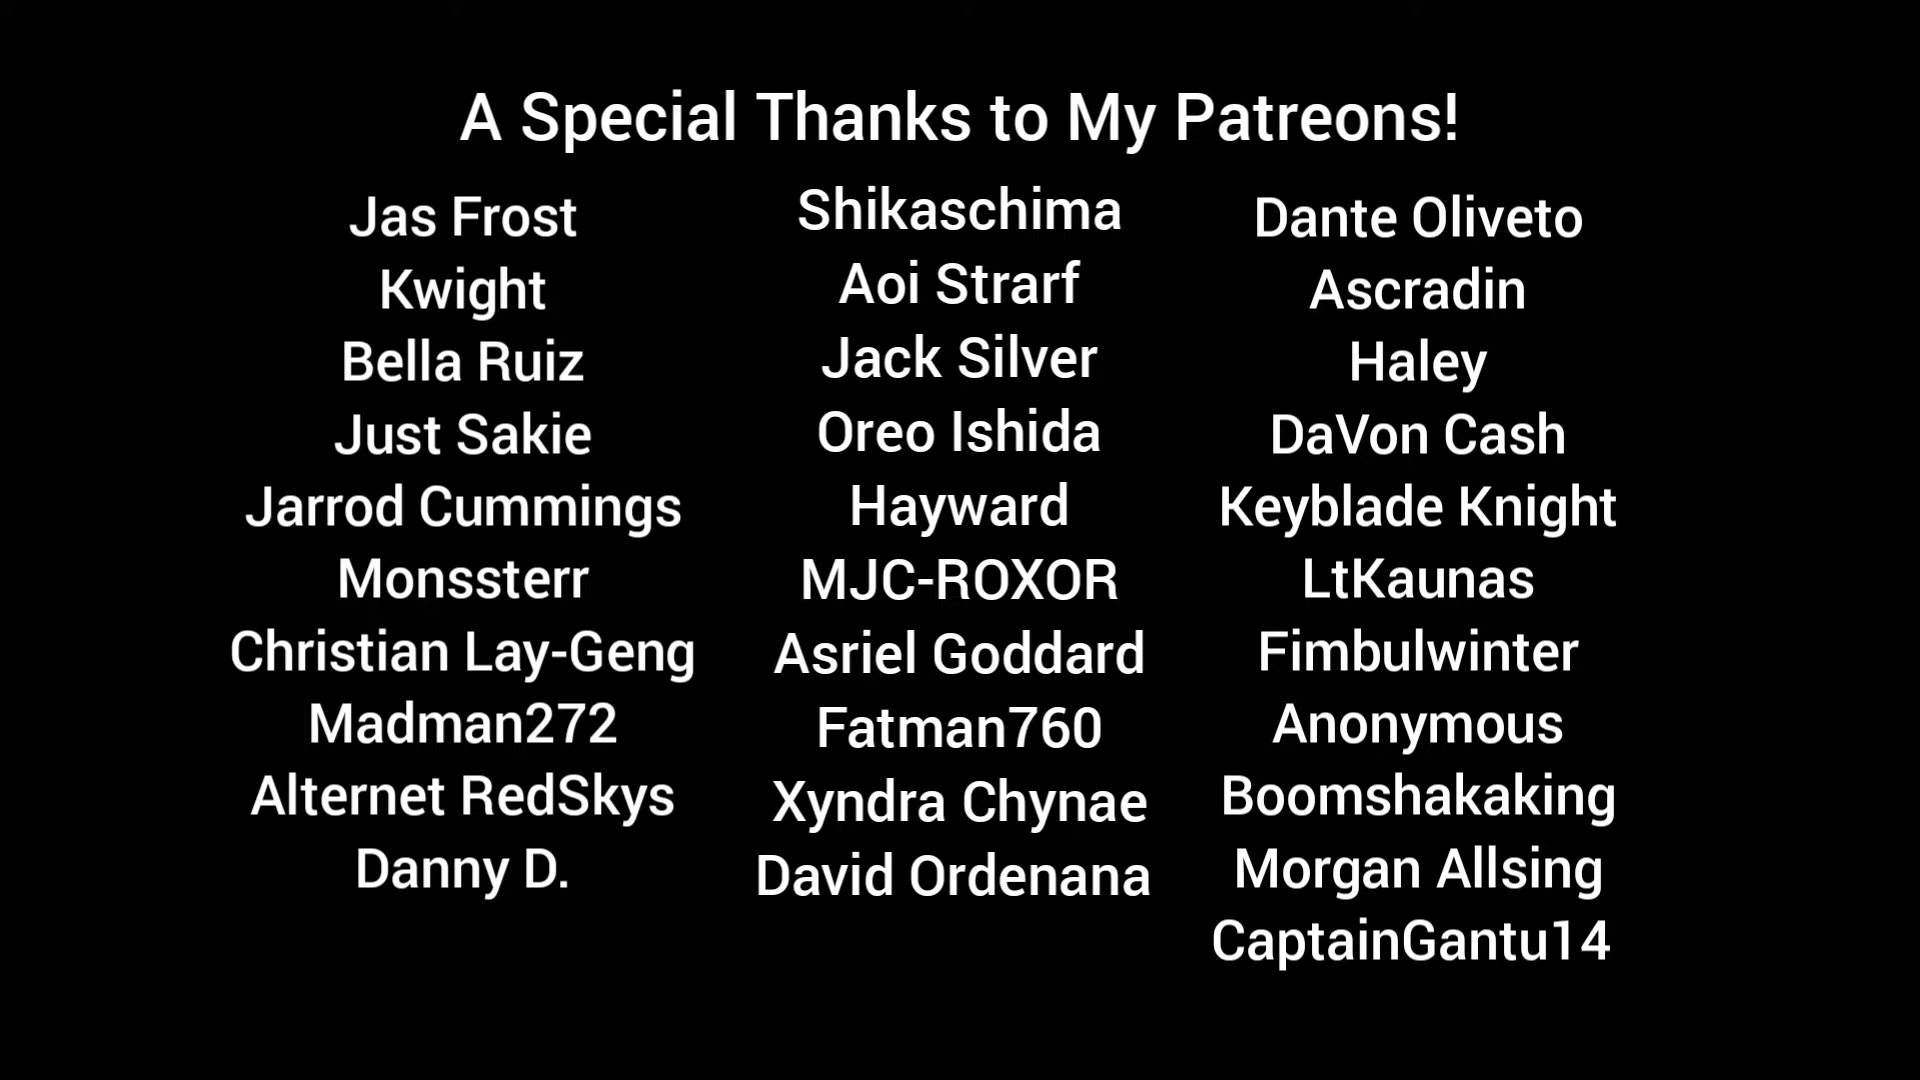 A Special Thanks to My Patreons!
Jas Frost
Kwight
Bella Ruiz
Just Sakie
Jarrod Cummings
Monssterr
Christian Lay-Geng
Madman272
Alternet RedSkys
Danny D.
Shikaschima
Aoi Strarf
Jack Silver
Oreo Ishida
Hayward
MJC-ROXOR
Asriel Goddard
Fatman760
Xyndra Chynae
David Ordenana
Dante Oliveto
Ascradin
Haley
DaVon Cash
Keyblade Knight
LtKaunas
Fimbulwinter
Anonymous
Boomshakaking
Morgan Allsing
CaptainGantu14